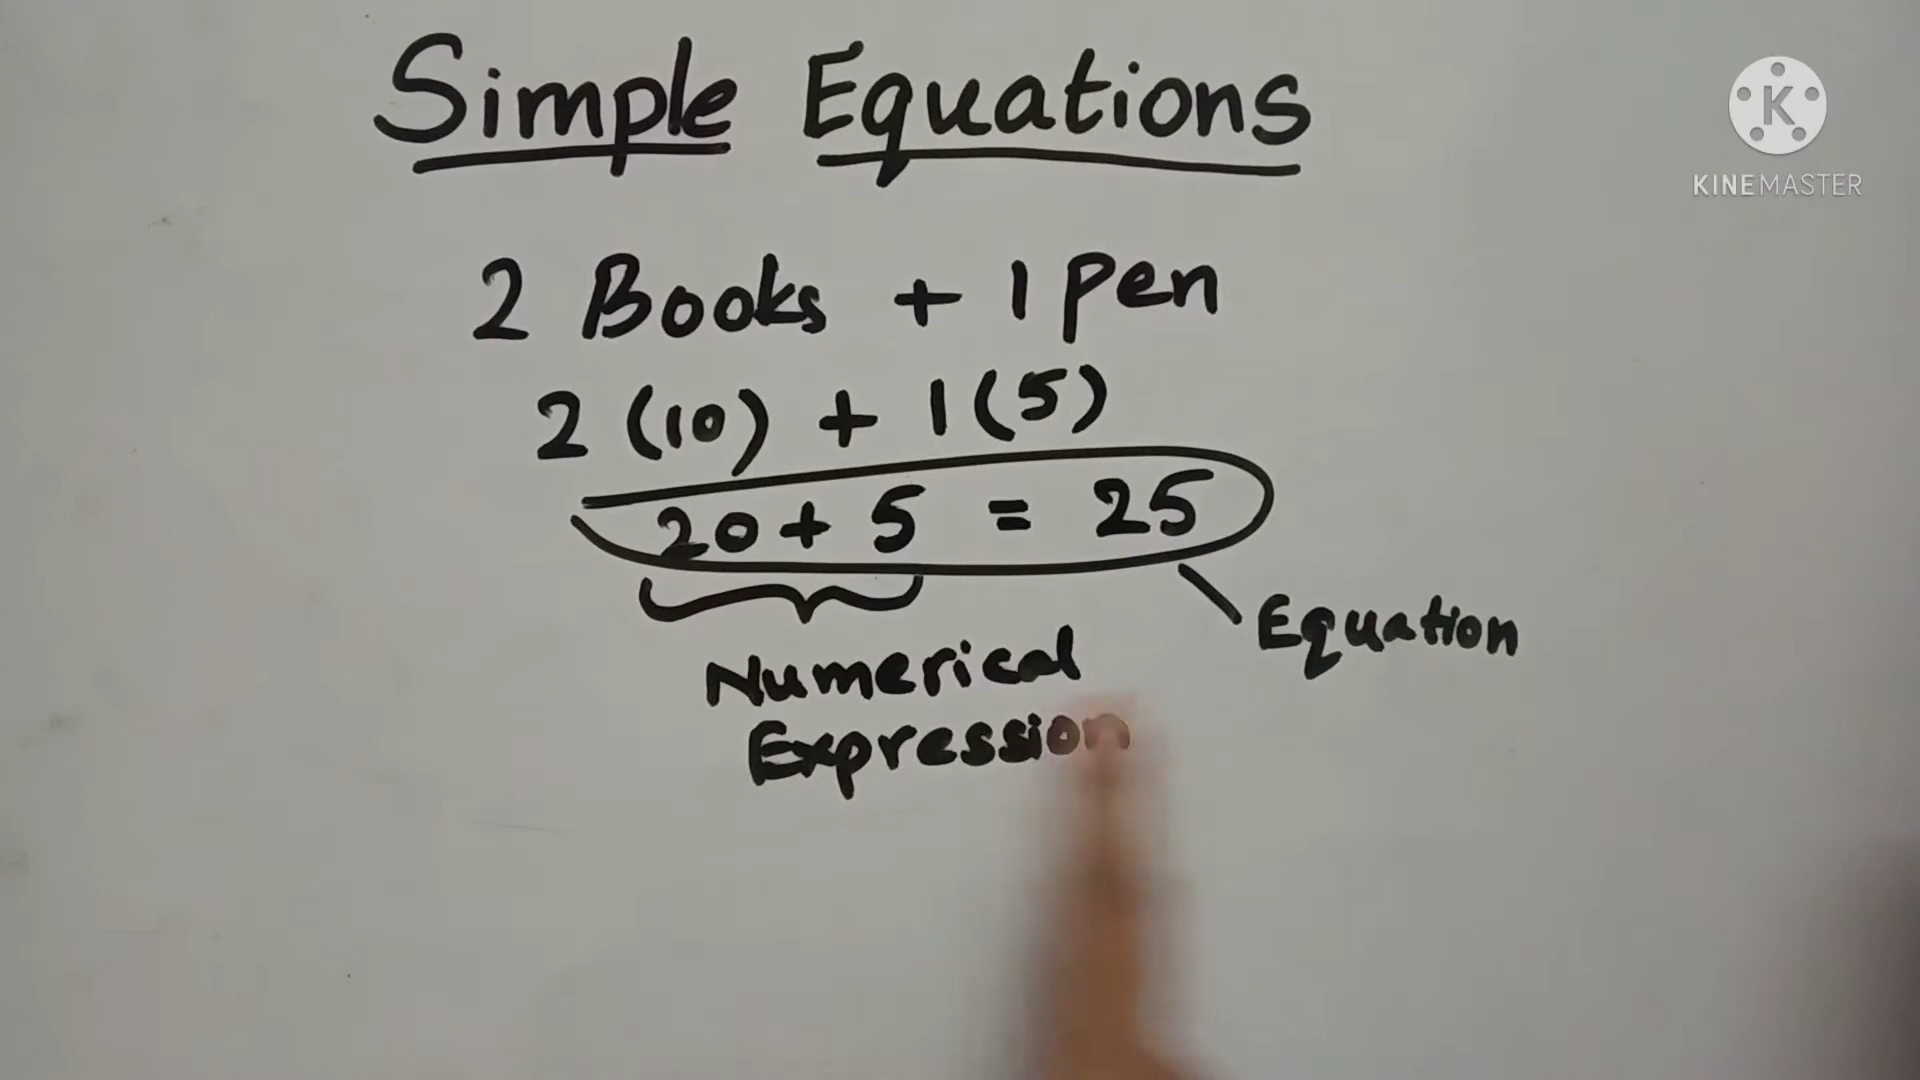 Simple Equations
K
KINEMASTER
2 Books + 1 Pen
2 (10) + 1 (5)
20 + 5 = 25
Equation
Numerical
Expression